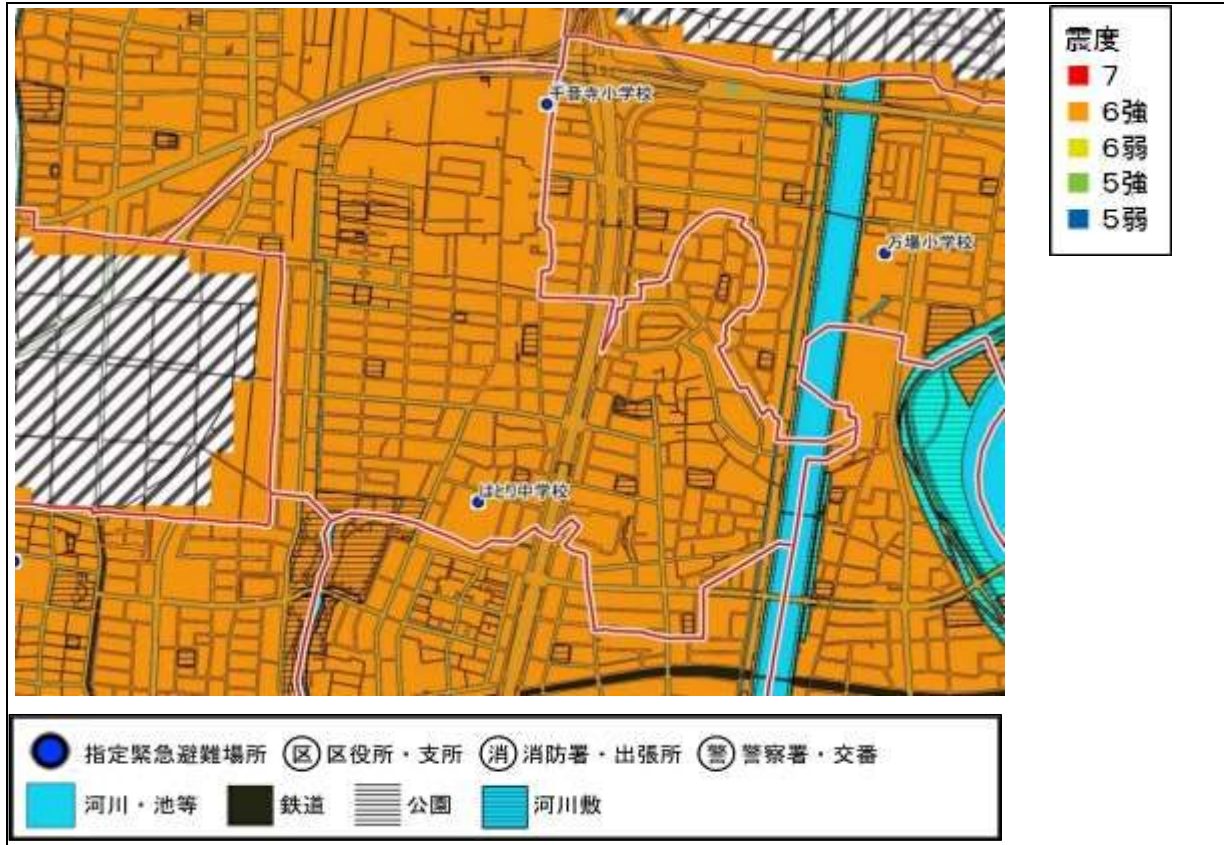 千音寺小学校
万場小学校
はとり中学校
震度
7
6強
6弱
5強
5弱
指定緊急避難場所 区 区役所・支所 消 消防署・出張所 警 警察署・交番
河川・池等 鉄道 公園 河川敷